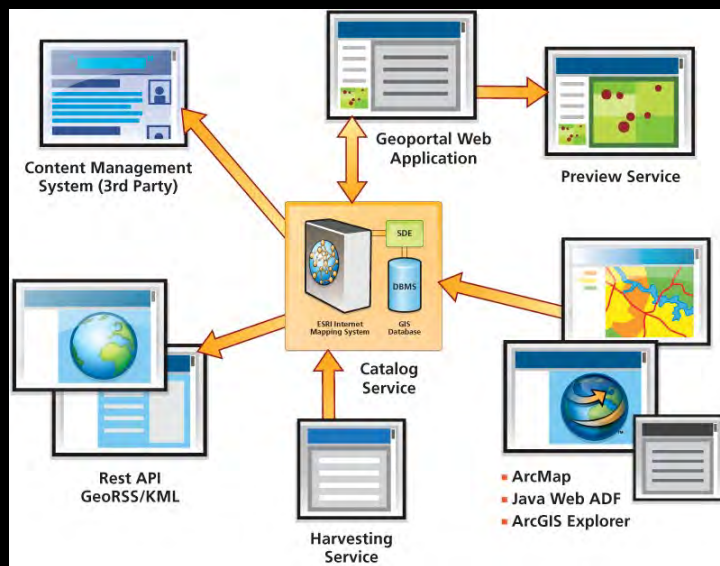 Content Management
System (3rd Party)
Geoportal Web
Application
Preview Service
SDE
DBMS
ESRI Internet
Mapping System
GIS
Database
Catalog
Service
Rest API
GeoRSS/KML
Harvesting
Service
ArcMap
Java Web ADF
ArcGIS Explorer